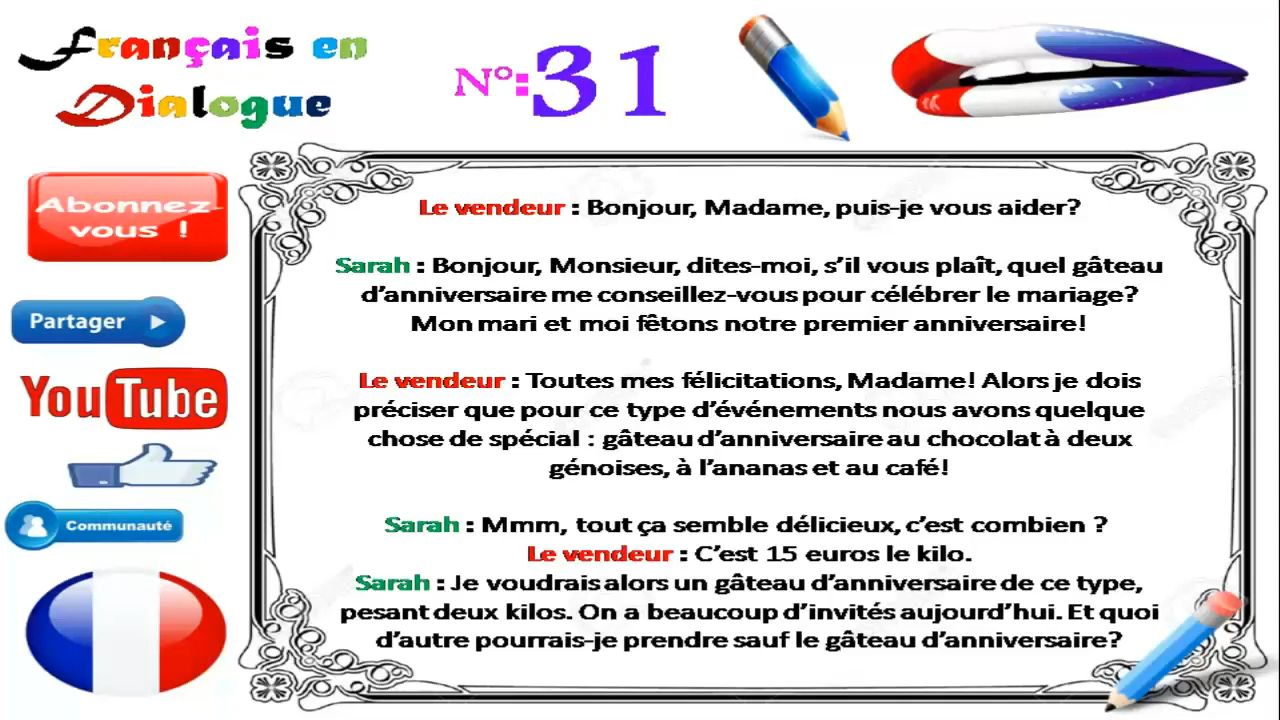 Français en
Dialogue
N°:31
Abonnez-
vous !
Partager
YouTube
Communauté
Le vendeur : Bonjour, Madame, puis-je vous aider?
Sarah : Bonjour, Monsieur, dites-moi, s’il vous plaît, quel gâteau
d’anniversaire me conseillez-vous pour célébrer le mariage?
Mon mari et moi fêtons notre premier anniversaire!
Le vendeur : Toutes mes félicitations, Madame! Alors je dois
préciser que pour ce type d’événements nous avons quelque
chose de spécial : gâteau d’anniversaire au chocolat à deux
génoises, à l’ananas et au café!
Sarah : Mmm, tout ça semble délicieux, c’est combien ?
Le vendeur : C’est 15 euros le kilo.
Sarah : Je voudrais alors un gâteau d’anniversaire de ce type,
pesant deux kilos. On a beaucoup d’invités aujourd’hui. Et quoi
d’autre pourrais-je prendre sauf le gâteau d’anniversaire?